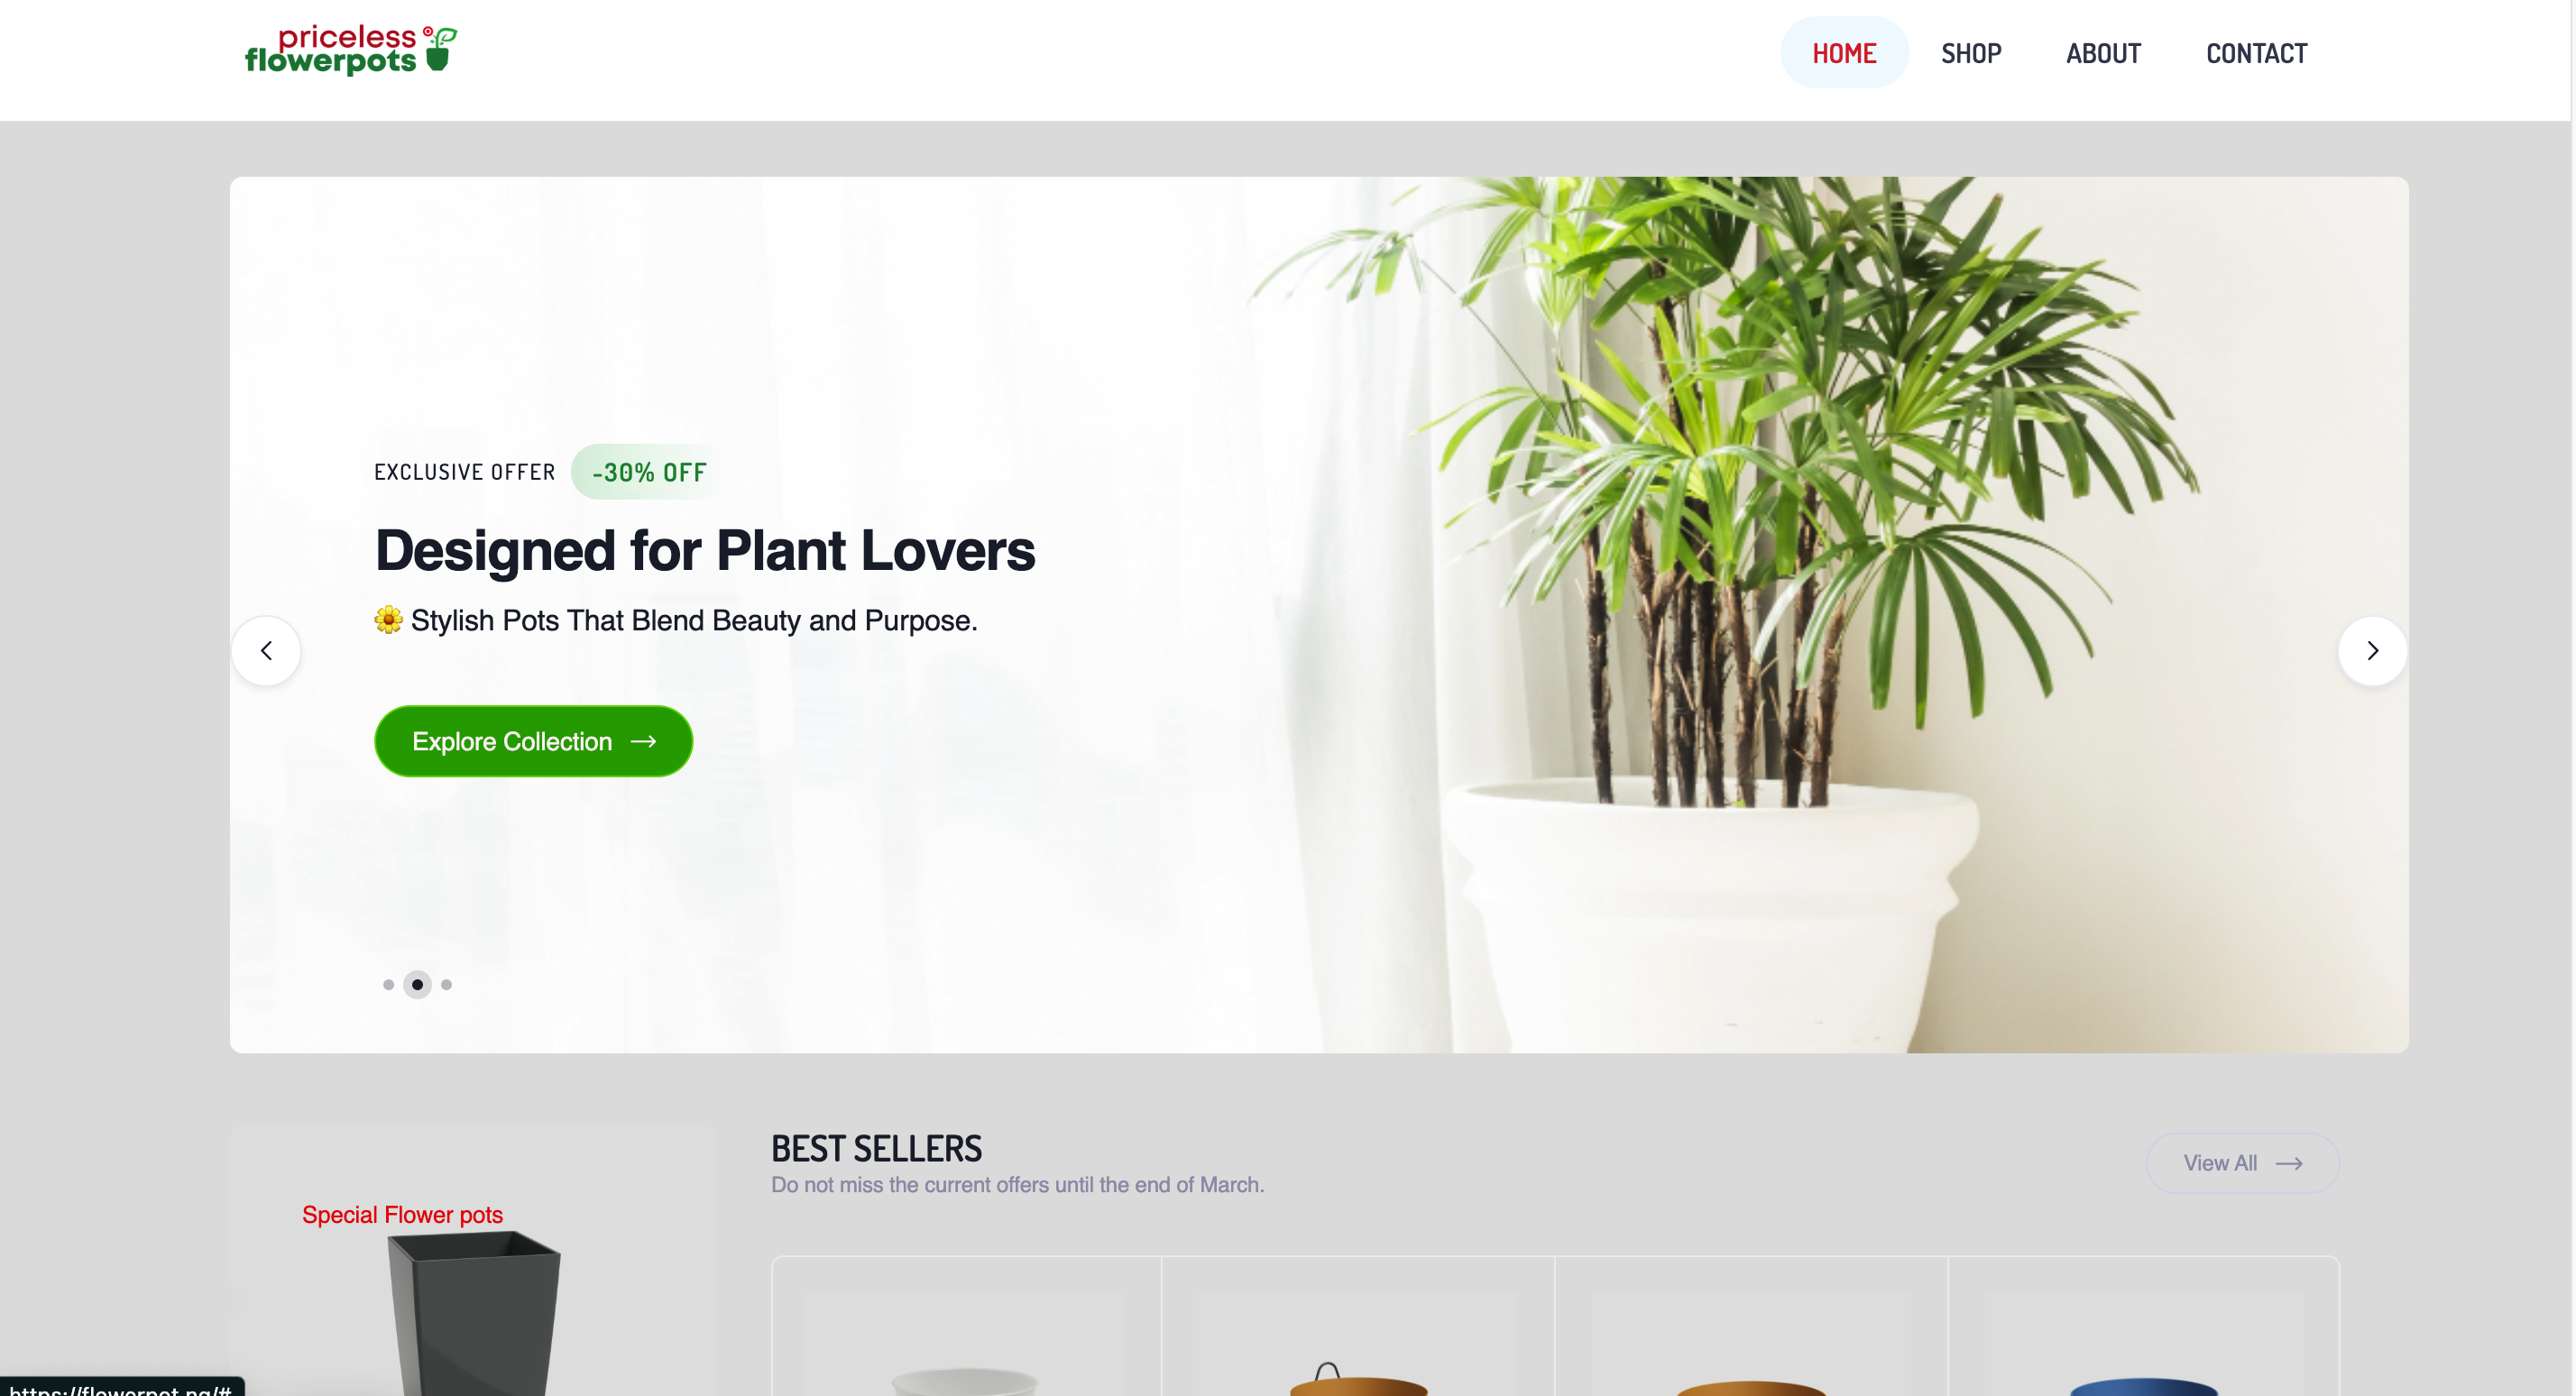 priceless
flowerpots
HOME SHOP ABOUT CONTACT
EXCLUSIVE OFFER -30% OFF
Designed for Plant Lovers
🌼 Stylish Pots That Blend Beauty and Purpose.
Explore Collection →
BEST SELLERS
Do not miss the current offers until the end of March.
View All →
Special Flower pots
https://flowerpot.ng/#